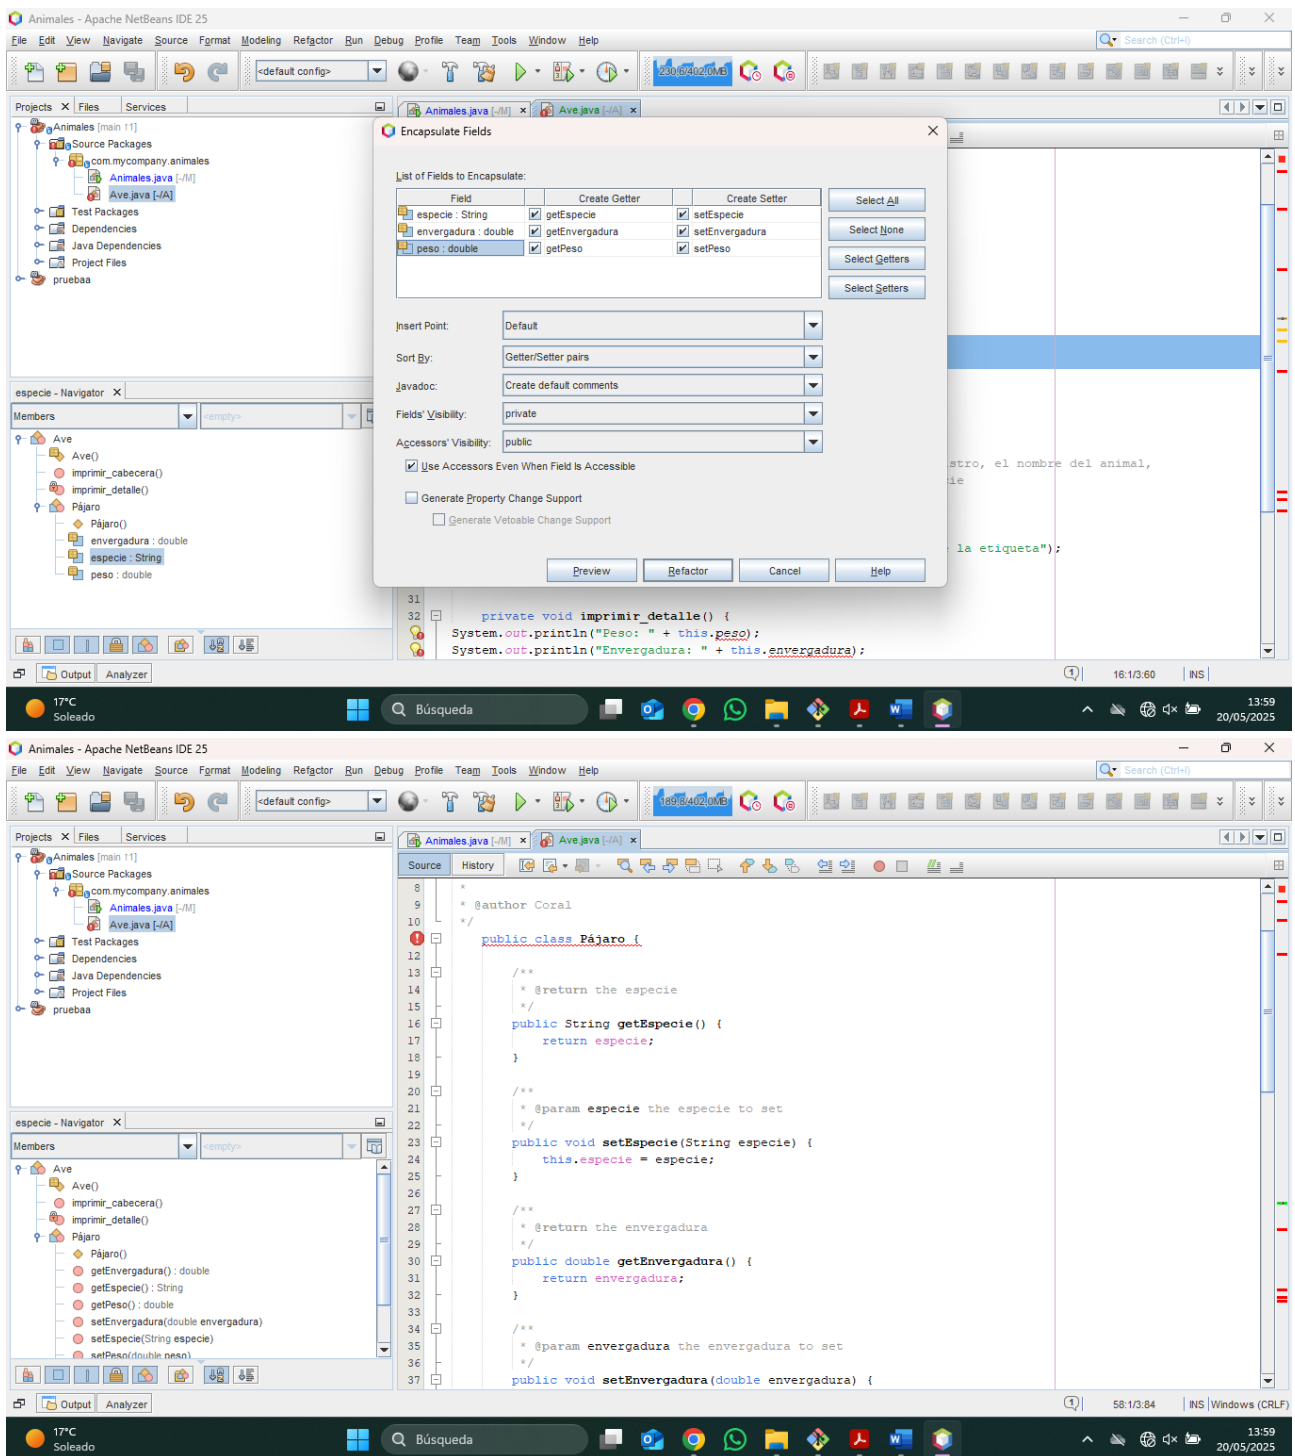 Animales - Apache NetBeans IDE 25
File Edit View Navigate Source Format Modeling Refactor Run Debug Profile Team Tools Window Help
Search (Ctrl+I)
<default config>
230,6/402,0MB
Projects Files Services
Animales.java [-/M] Ave.java [-/A]
Animales [main ↑1]
Source Packages
com.mycompany.animales
Animales.java [-/M]
Ave.java [-/A]
Test Packages
Dependencies
Java Dependencies
Project Files
pruebaa
especie - Navigator
Members
<empty>
Ave
Ave()
imprimir_cabecera()
imprimir_detalle()
Pájaro
Pájaro()
envergadura : double
especie : String
peso : double
Encapsulate Fields
List of Fields to Encapsulate:
Field Create Getter Create Setter
especie : String getEspecie setEspecie
envergadura : double getEnvergadura setEnvergadura
peso : double getPeso setPeso
Select All
Select None
Select Getters
Select Setters
Insert Point: Default
Sort By: Getter/Setter pairs
Javadoc: Create default comments
Fields' Visibility: private
Accessors' Visibility: public
Use Accessors Even When Field Is Accessible
Generate Property Change Support
Generate Vetoable Change Support
Preview Refactor Cancel Help
stro, el nombre del animal,
cie
la etiqueta");
31
32 private void imprimir_detalle() {
System.out.println("Peso: " + this.peso);
System.out.println("Envergadura: " + this.envergadura);
Output Analyzer
1 16:1/3:60 INS
17°C
Soleado
Búsqueda
13:59
20/05/2025
Animales - Apache NetBeans IDE 25
File Edit View Navigate Source Format Modeling Refactor Run Debug Profile Team Tools Window Help
Search (Ctrl+I)
<default config>
189,8/402,0MB
Projects Files Services
Animales.java [-/M] Ave.java [-/A]
Animales [main ↑1]
Source Packages
com.mycompany.animales
Animales.java [-/M]
Ave.java [-/A]
Test Packages
Dependencies
Java Dependencies
Project Files
pruebaa
especie - Navigator
Members
<empty>
Ave
Ave()
imprimir_cabecera()
imprimir_detalle()
Pájaro
Pájaro()
getEnvergadura() : double
getEspecie() : String
getPeso() : double
setEnvergadura(double envergadura)
setEspecie(String especie)
setPeso(double peso)
Source History
8 *
9 * @author Coral
10 */
public class Pájaro {
12
13 /**
14 * @return the especie
15 */
16 public String getEspecie() {
17 return especie;
18 }
19
20 /**
21 * @param especie the especie to set
22 */
23 public void setEspecie(String especie) {
24 this.especie = especie;
25 }
26
27 /**
28 * @return the envergadura
29 */
30 public double getEnvergadura() {
31 return envergadura;
32 }
33
34 /**
35 * @param envergadura the envergadura to set
36 */
37 public void setEnvergadura(double envergadura) {
Output Analyzer
1 58:1/3:84 INS Windows (CRLF)
17°C
Soleado
Búsqueda
13:59
20/05/2025